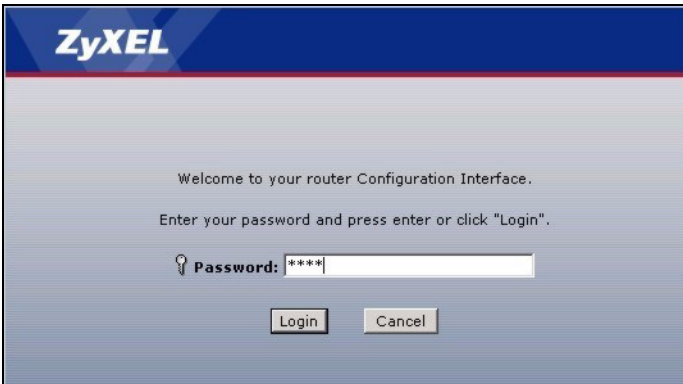 ZyXEL
Welcome to your router Configuration Interface.
Enter your password and press enter or click "Login".
Password: ****
Login Cancel